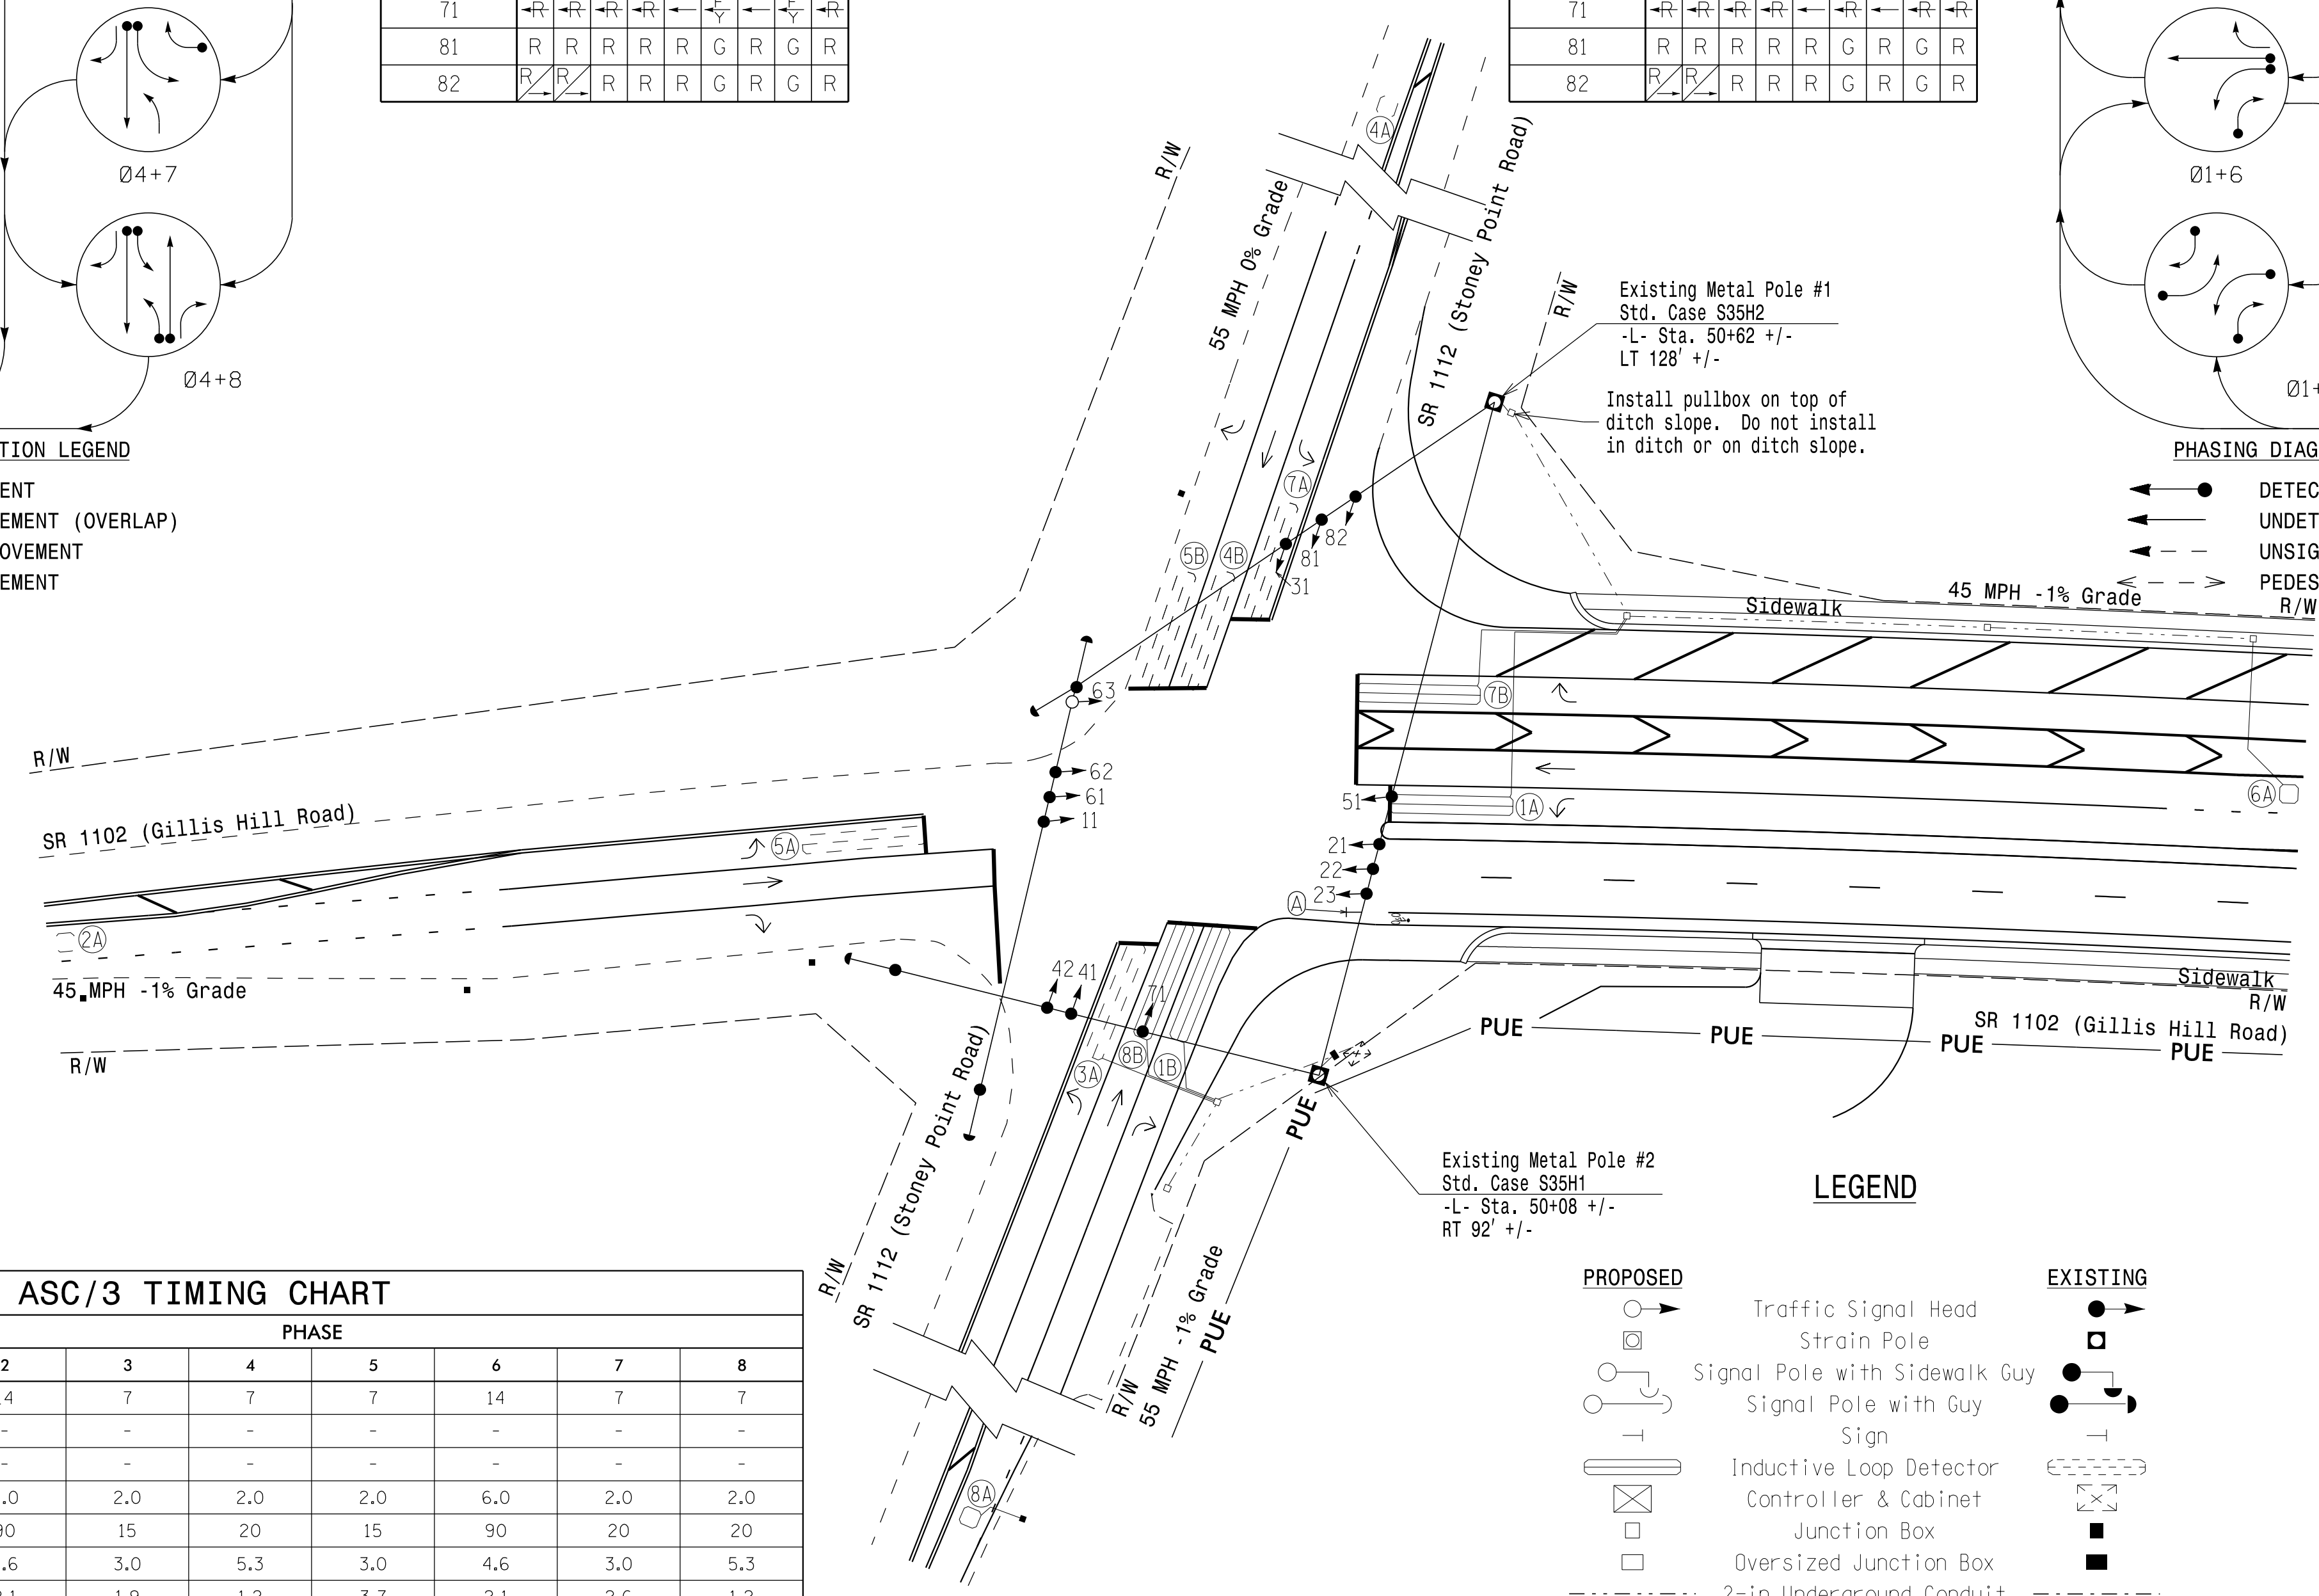 71 ←R ←R ←R ←R ← F Y ← F Y ←R
81 R R R R R G R G R
82 R R R R R G R G R
71 ←R ←R ←R ←R ← ←R ← ←R ←R
81 R R R R R G R G R
82 R R R R R G R G R
Ø4+7
Ø4+8
Ø1+6
Ø1+
TION LEGEND
ENT
EMENT (OVERLAP)
OVEMENT
EMENT
PHASING DIAG
DETEC
UNDET
UNSIG
PEDES
R/W
4A
R/W
55 MPH 0% Grade
SR 1112 (Stoney Point Road)
R/W
Existing Metal Pole #1
Std. Case S35H2
-L- Sta. 50+62 +/-
LT 128' +/-
Install pullbox on top of
ditch slope. Do not install
in ditch or on ditch slope.
7A
5B
4B
82
81
31
Sidewalk
45 MPH -1% Grade
63
62
61
11
7B
1A
6A
51
21
22
23
A
R/W
SR 1102 (Gillis Hill Road)
5A
2A
45 MPH -1% Grade
R/W
42
41
71
3A
8B
1B
Sidewalk
R/W
SR 1102 (Gillis Hill Road)
PUE
PUE
PUE
PUE
PUE
SR 1112 (Stoney Point Road)
R/W
Existing Metal Pole #2
Std. Case S35H1
-L- Sta. 50+08 +/-
RT 92' +/-
55 MPH -1% Grade
PUE
R/W
8A
ASC/3 TIMING CHART
PHASE
2 3 4 5 6 7 8
4 7 7 7 14 7 7
- - - - - - -
- - - - - - -
.0 2.0 2.0 2.0 6.0 2.0 2.0
90 15 20 15 90 20 20
.6 3.0 5.3 3.0 4.6 3.0 5.3
LEGEND
PROPOSED EXISTING
Traffic Signal Head
Strain Pole
Signal Pole with Sidewalk Guy
Signal Pole with Guy
Sign
Inductive Loop Detector
Controller & Cabinet
Junction Box
Oversized Junction Box
2-in Underground Conduit